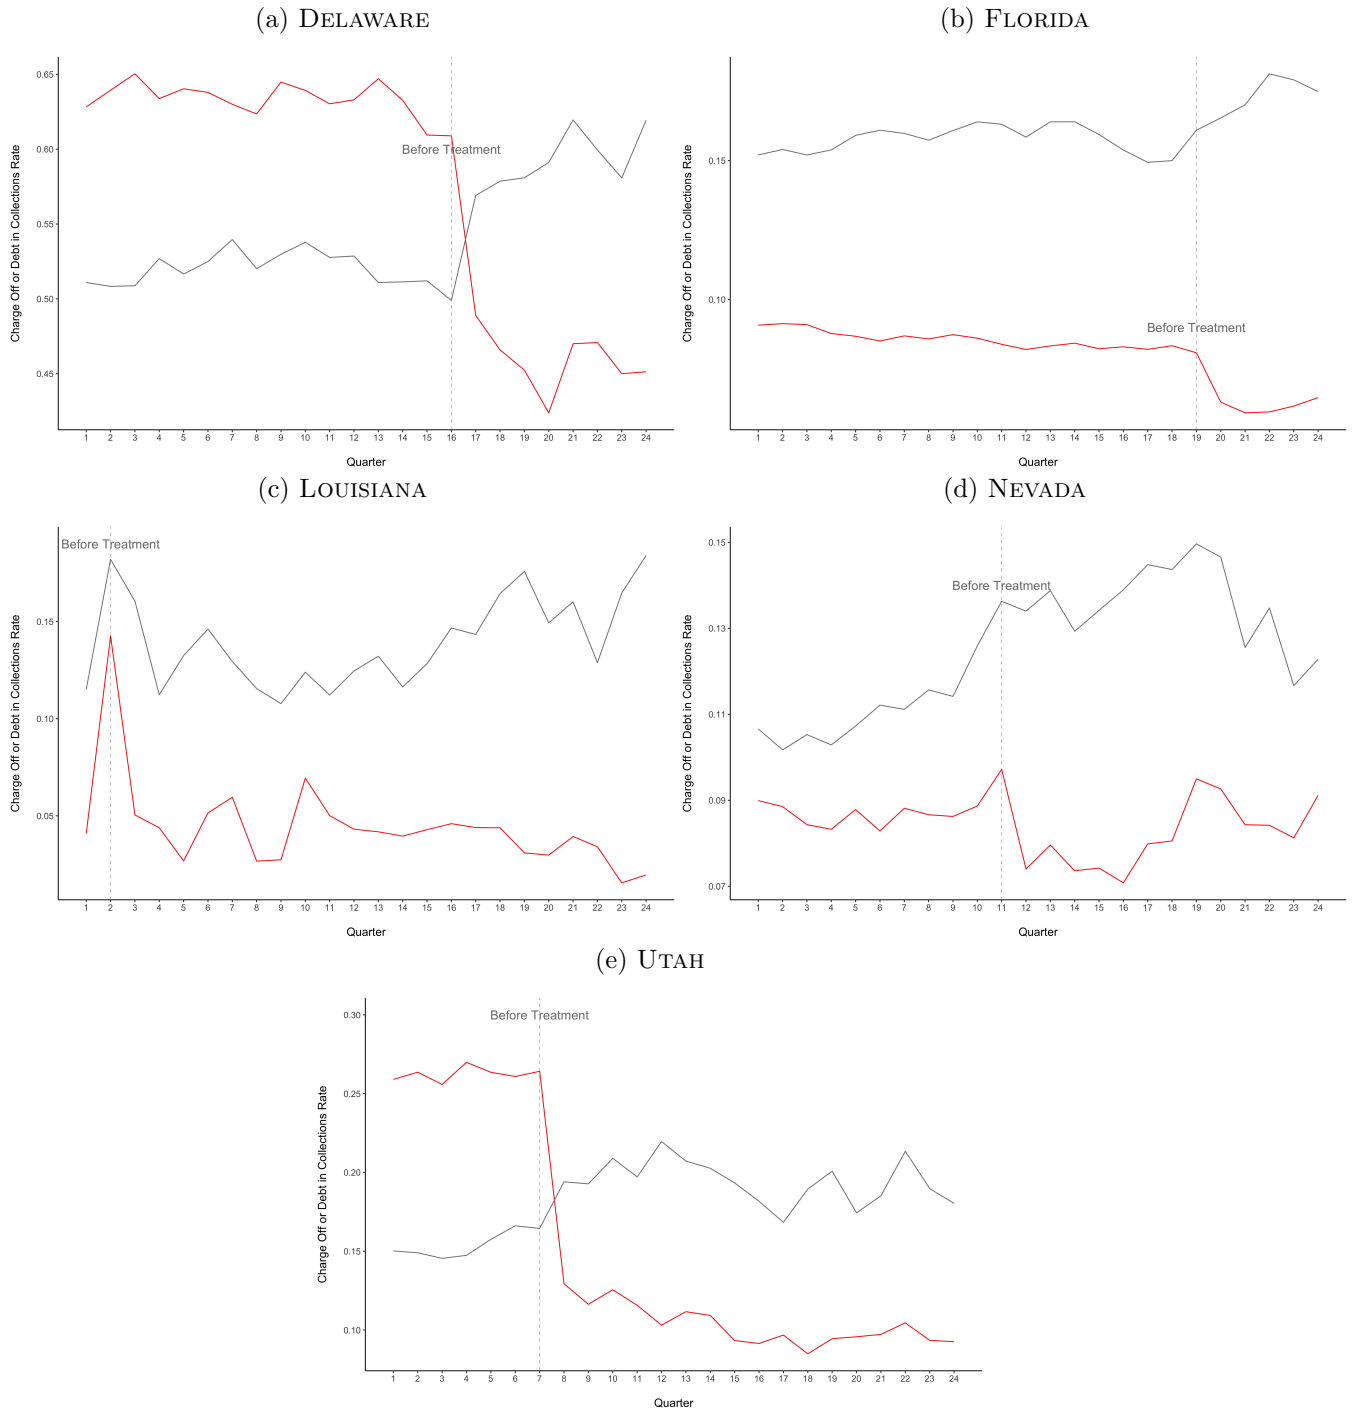 (a) Delaware
Charge Off or Debt in Collections Rate
0.65
0.60
0.55
0.50
0.45
Before Treatment
1 2 3 4 5 6 7 8 9 10 11 12 13 14 15 16 17 18 19 20 21 22 23 24
Quarter
(b) Florida
Charge Off or Debt in Collections Rate
0.15
0.10
Before Treatment
1 2 3 4 5 6 7 8 9 10 11 12 13 14 15 16 17 18 19 20 21 22 23 24
Quarter
(c) Louisiana
Charge Off or Debt in Collections Rate
Before Treatment
0.15
0.10
0.05
1 2 3 4 5 6 7 8 9 10 11 12 13 14 15 16 17 18 19 20 21 22 23 24
Quarter
(d) Nevada
Charge Off or Debt in Collections Rate
0.15
0.13
0.11
0.09
0.07
Before Treatment
1 2 3 4 5 6 7 8 9 10 11 12 13 14 15 16 17 18 19 20 21 22 23 24
Quarter
(e) Utah
Charge Off or Debt in Collections Rate
0.30
0.25
0.20
0.15
0.10
Before Treatment
1 2 3 4 5 6 7 8 9 10 11 12 13 14 15 16 17 18 19 20 21 22 23 24
Quarter